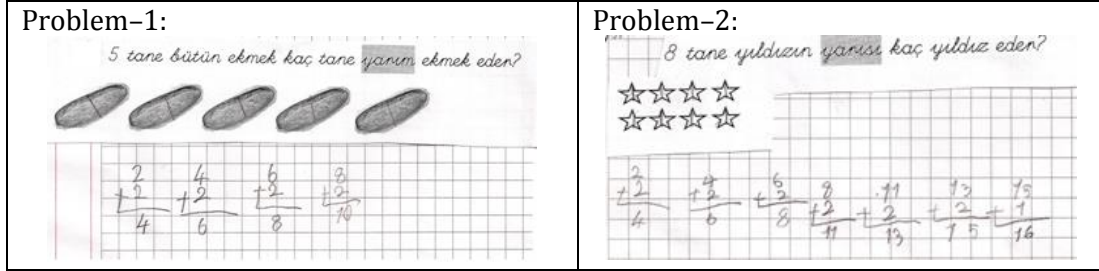 Problem–1:
5 tane bütün ekmek kaç tane yarım ekmek eder?
2 4 6 8
+2 +2 +2 +2
4 6 8 10
Problem–2:
8 tane yıldızın yarısı kaç yıldız eder?
2 4 6 8 11 13 15
+2 +2 +2 +2 +2 +2 +1
4 6 8 11 13 15 16